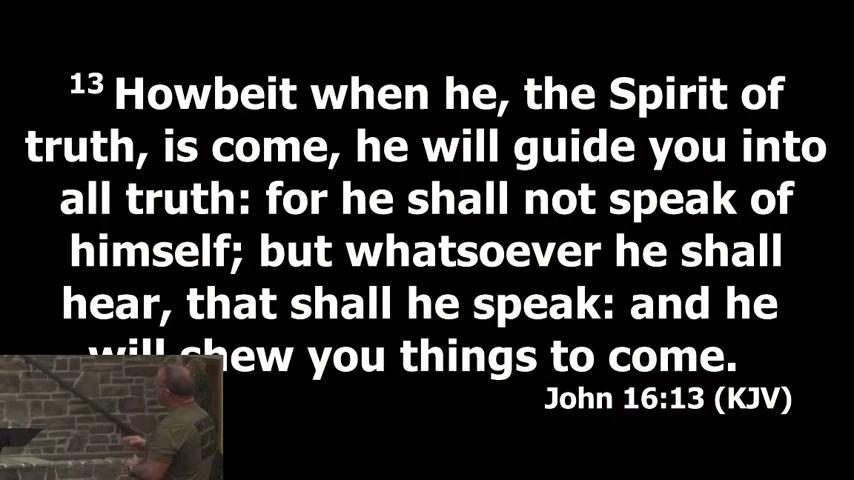 13 Howbeit when he, the Spirit of
truth, is come, he will guide you into
all truth: for he shall not speak of
himself; but whatsoever he shall
hear, that shall he speak: and he
will shew you things to come.
John 16:13 (KJV)